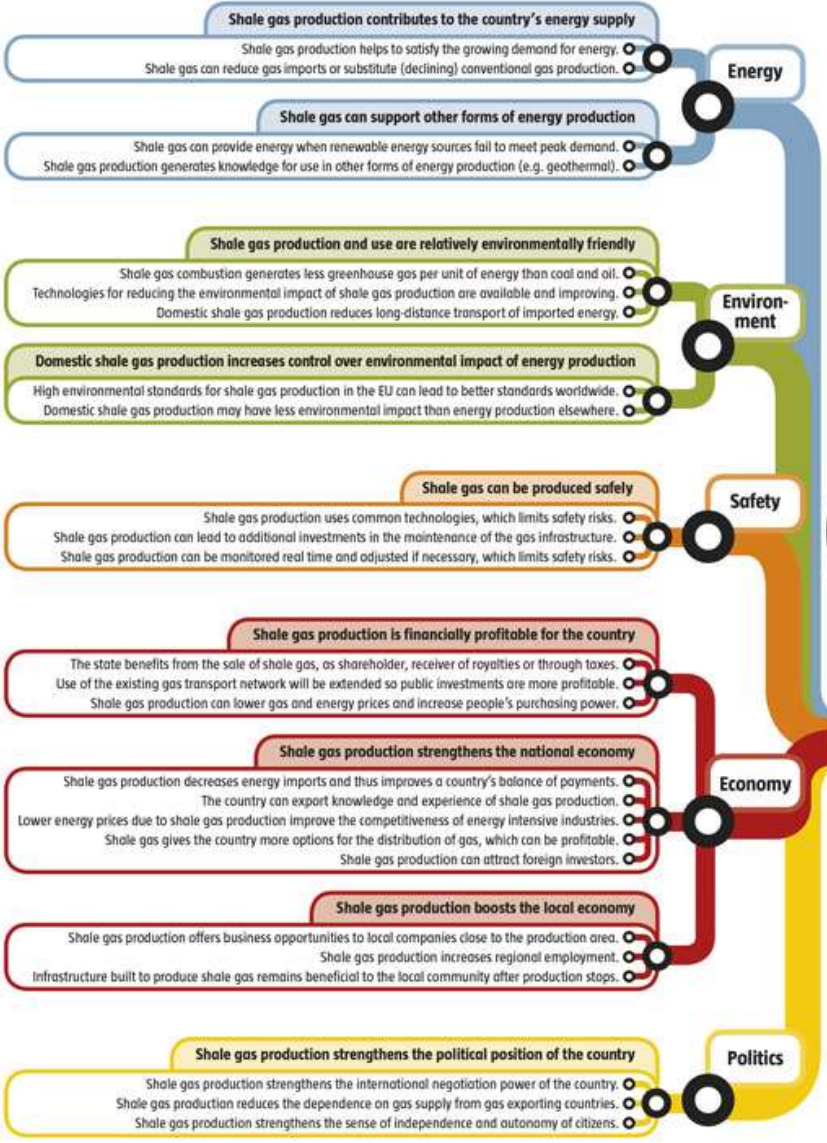 Shale gas production contributes to the country's energy supply
Shale gas production helps to satisfy the growing demand for energy.
Shale gas can reduce gas imports or substitute (declining) conventional gas production.
Energy
Shale gas can support other forms of energy production
Shale gas can provide energy when renewable energy sources fail to meet peak demand.
Shale gas production generates knowledge for use in other forms of energy production (e.g. geothermal).
Shale gas production and use are relatively environmentally friendly
Shale gas combustion generates less greenhouse gas per unit of energy than coal and oil.
Technologies for reducing the environmental impact of shale gas production are available and improving.
Domestic shale gas production reduces long-distance transport of imported energy.
Environ-
ment
Domestic shale gas production increases control over environmental impact of energy production
High environmental standards for shale gas production in the EU can lead to better standards worldwide.
Domestic shale gas production may have less environmental impact than energy production elsewhere.
Shale gas can be produced safely
Shale gas production uses common technologies, which limits safety risks.
Shale gas production can lead to additional investments in the maintenance of the gas infrastructure.
Shale gas production can be monitored real time and adjusted if necessary, which limits safety risks.
Safety
Shale gas production is financially profitable for the country
The state benefits from the sale of shale gas, as shareholder, receiver of royalties or through taxes.
Use of the existing gas transport network will be extended so public investments are more profitable.
Shale gas production can lower gas and energy prices and increase people's purchasing power.
Shale gas production strengthens the national economy
Shale gas production decreases energy imports and thus improves a country's balance of payments.
The country can export knowledge and experience of shale gas production.
Lower energy prices due to shale gas production improve the competitiveness of energy intensive industries.
Shale gas gives the country more options for the distribution of gas, which can be profitable.
Shale gas production can attract foreign investors.
Economy
Shale gas production boosts the local economy
Shale gas production offers business opportunities to local companies close to the production area.
Shale gas production increases regional employment.
Infrastructure built to produce shale gas remains beneficial to the local community after production stops.
Shale gas production strengthens the political position of the country
Shale gas production strengthens the international negotiation power of the country.
Shale gas production reduces the dependence on gas supply from gas exporting countries.
Shale gas production strengthens the sense of independence and autonomy of citizens.
Politics